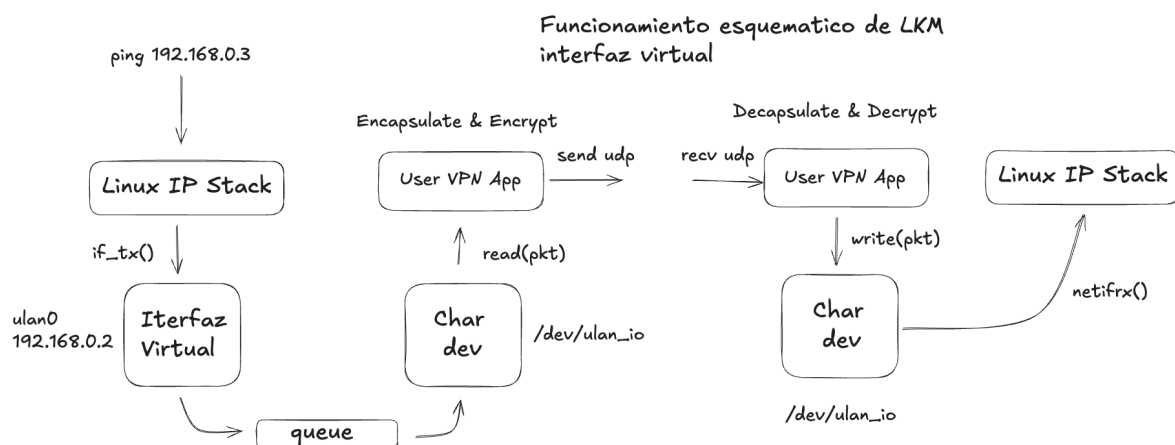 Funcionamiento esquematico de LKM
interfaz virtual
ping 192.168.0.3
Linux IP Stack
if_tx()
ulan0
192.168.0.2
Iterfaz
Virtual
queue
Encapsulate & Encrypt
User VPN App
send udp
read(pkt)
Char
dev
/dev/ulan_io
Decapsulate & Decrypt
recv udp
User VPN App
write(pkt)
Char
dev
/dev/ulan_io
netifrx()
Linux IP Stack